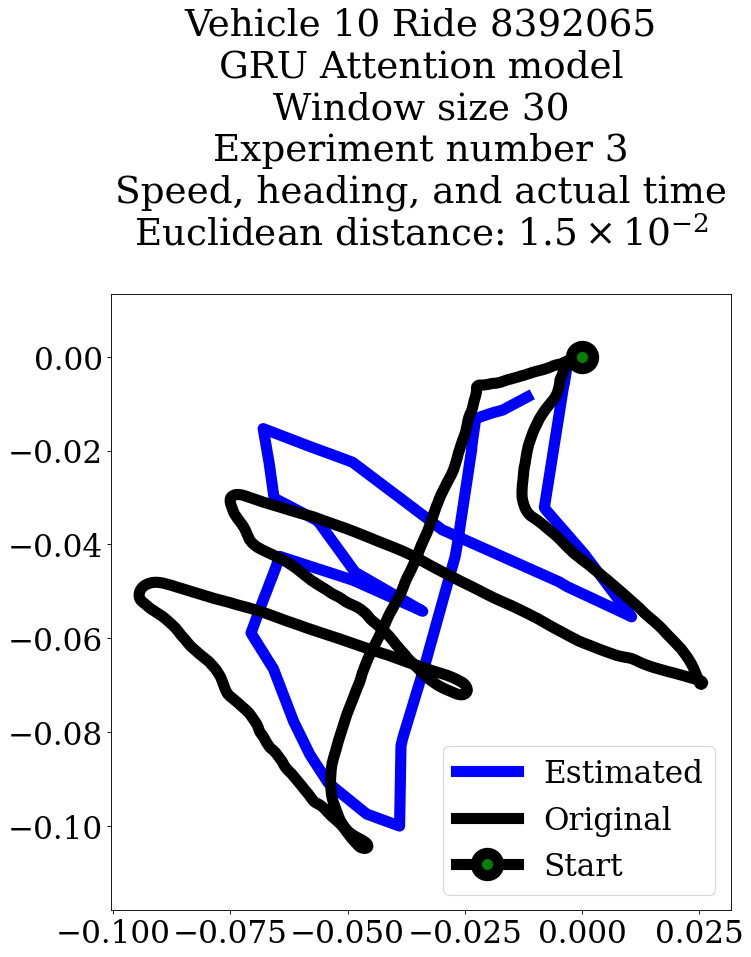 Vehicle 10 Ride 8392065
GRU Attention model
Window size 30
Experiment number 3
Speed, heading, and actual time
Euclidean distance: 1.5 × 10⁻²
0.00
−0.02
−0.04
−0.06
−0.08
−0.10
Estimated
Original
Start
−0.100 −0.075 −0.050 −0.025 0.000 0.025